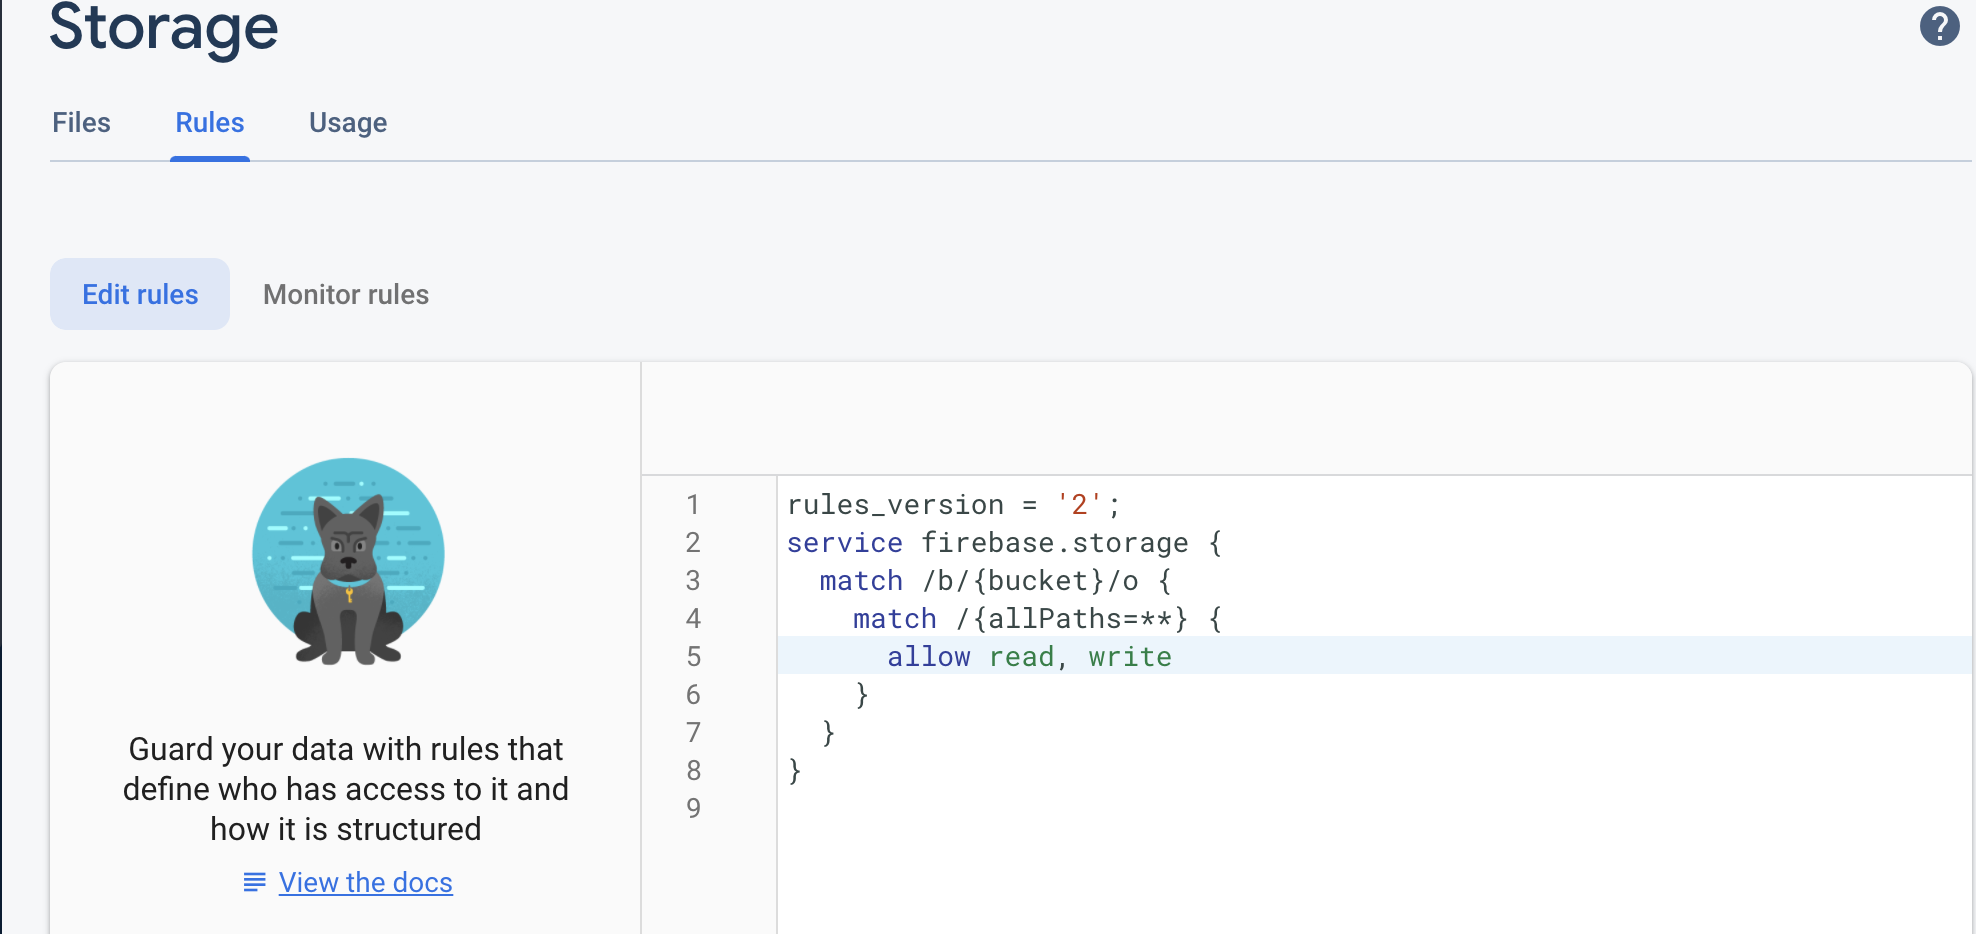 Storage
?
Files Rules Usage
Edit rules Monitor rules
Guard your data with rules that
define who has access to it and
how it is structured
View the docs
1 rules_version = '2';
2 service firebase.storage {
3 match /b/{bucket}/o {
4 match /{allPaths=**} {
5 allow read, write
6 }
7 }
8 }
9